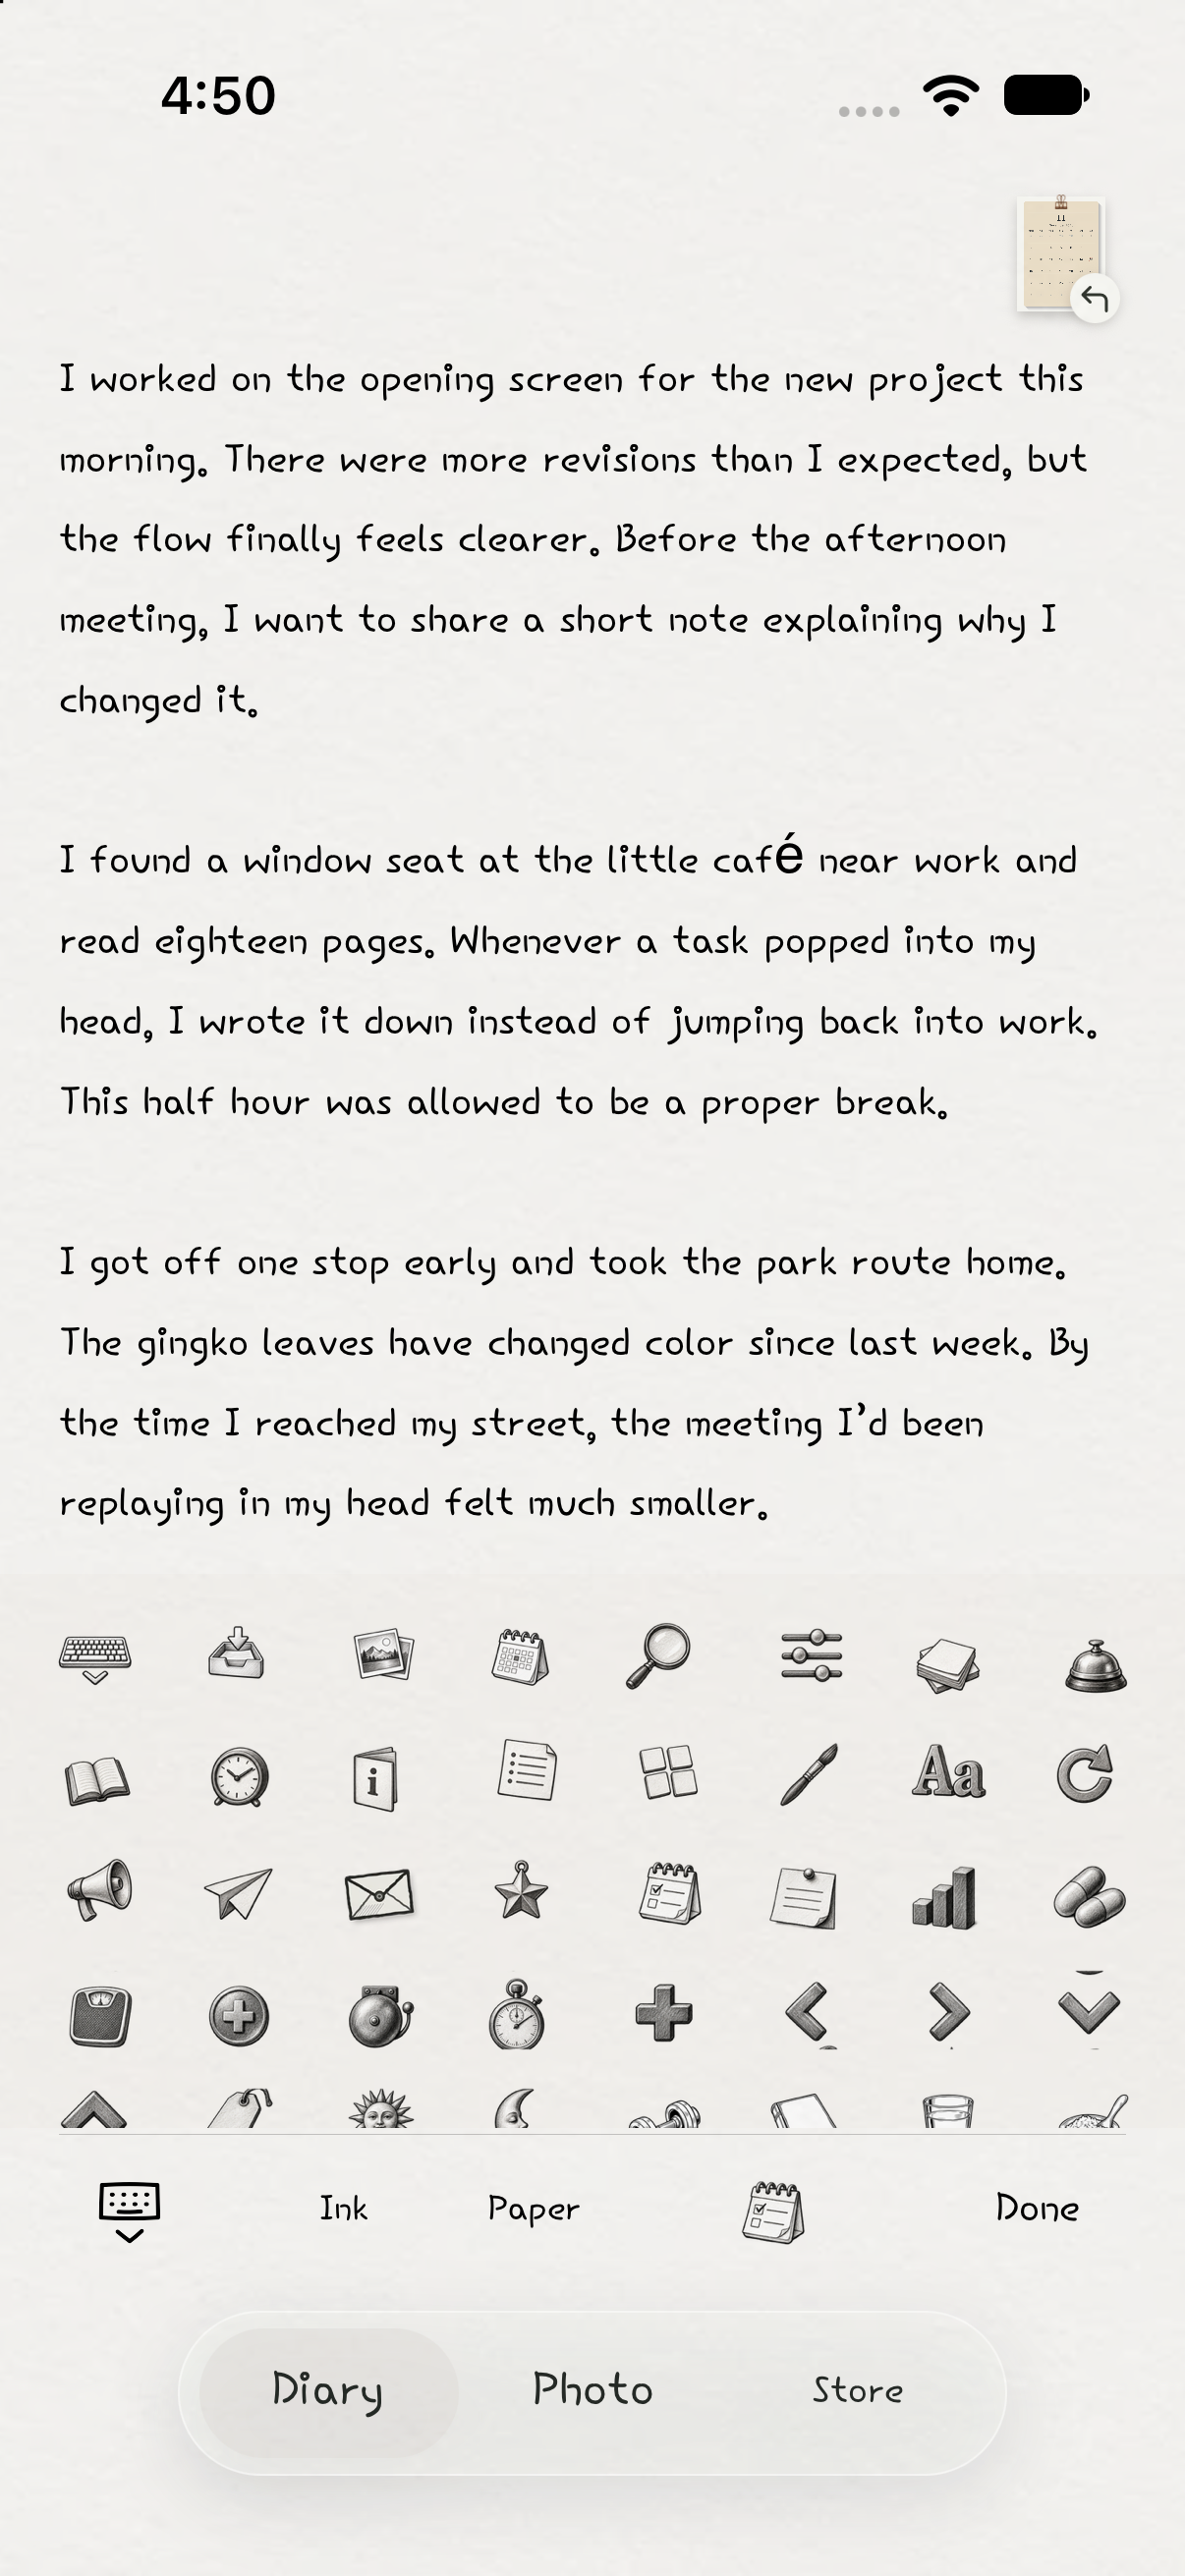 4:50
I worked on the opening screen for the new project this
morning. There were more revisions than I expected, but
the flow finally feels clearer. Before the afternoon
meeting, I want to share a short note explaining why I
changed it.
I found a window seat at the little café near work and
read eighteen pages. Whenever a task popped into my
head, I wrote it down instead of jumping back into work.
This half hour was allowed to be a proper break.
I got off one stop early and took the park route home.
The gingko leaves have changed color since last week. By
the time I reached my street, the meeting I’d been
replaying in my head felt much smaller.
i
Aa
Ink Paper Done
Diary Photo Store